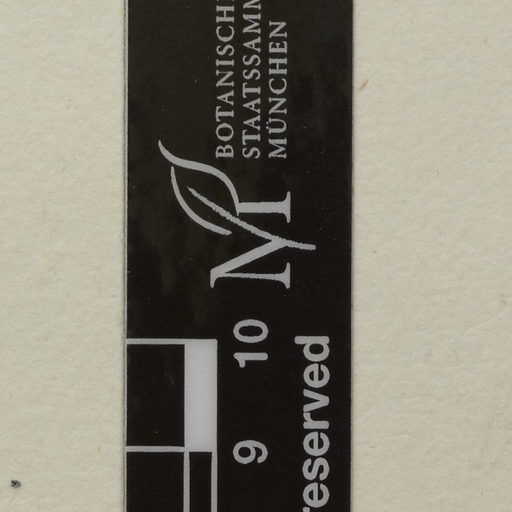 BOTANISCH
STAATSSAMM
MÜNCHEN
9 10
reserved